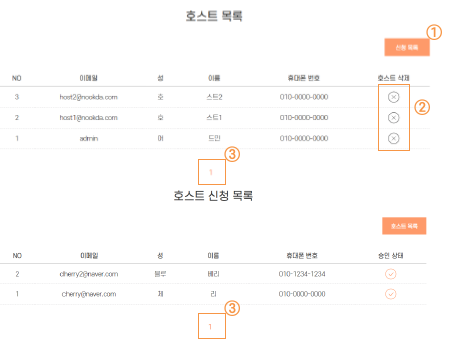 호스트 목록
①
신청 목록
NO 이메일 성 이름 휴대폰 번호 호스트 삭제
3 host2@nookda.com 호 스트2 010-0000-0000
②
2 host1@nookda.com 호 스트1 010-0000-0000
1 admin 어 드민 010-0000-0000
③
1
호스트 신청 목록
호스트 목록
NO 이메일 성 이름 휴대폰 번호 승인 상태
2 dherry2@naver.com 블루 베리 010-1234-1234
1 cherry@naver.com 체 리 010-0000-0000
③
1